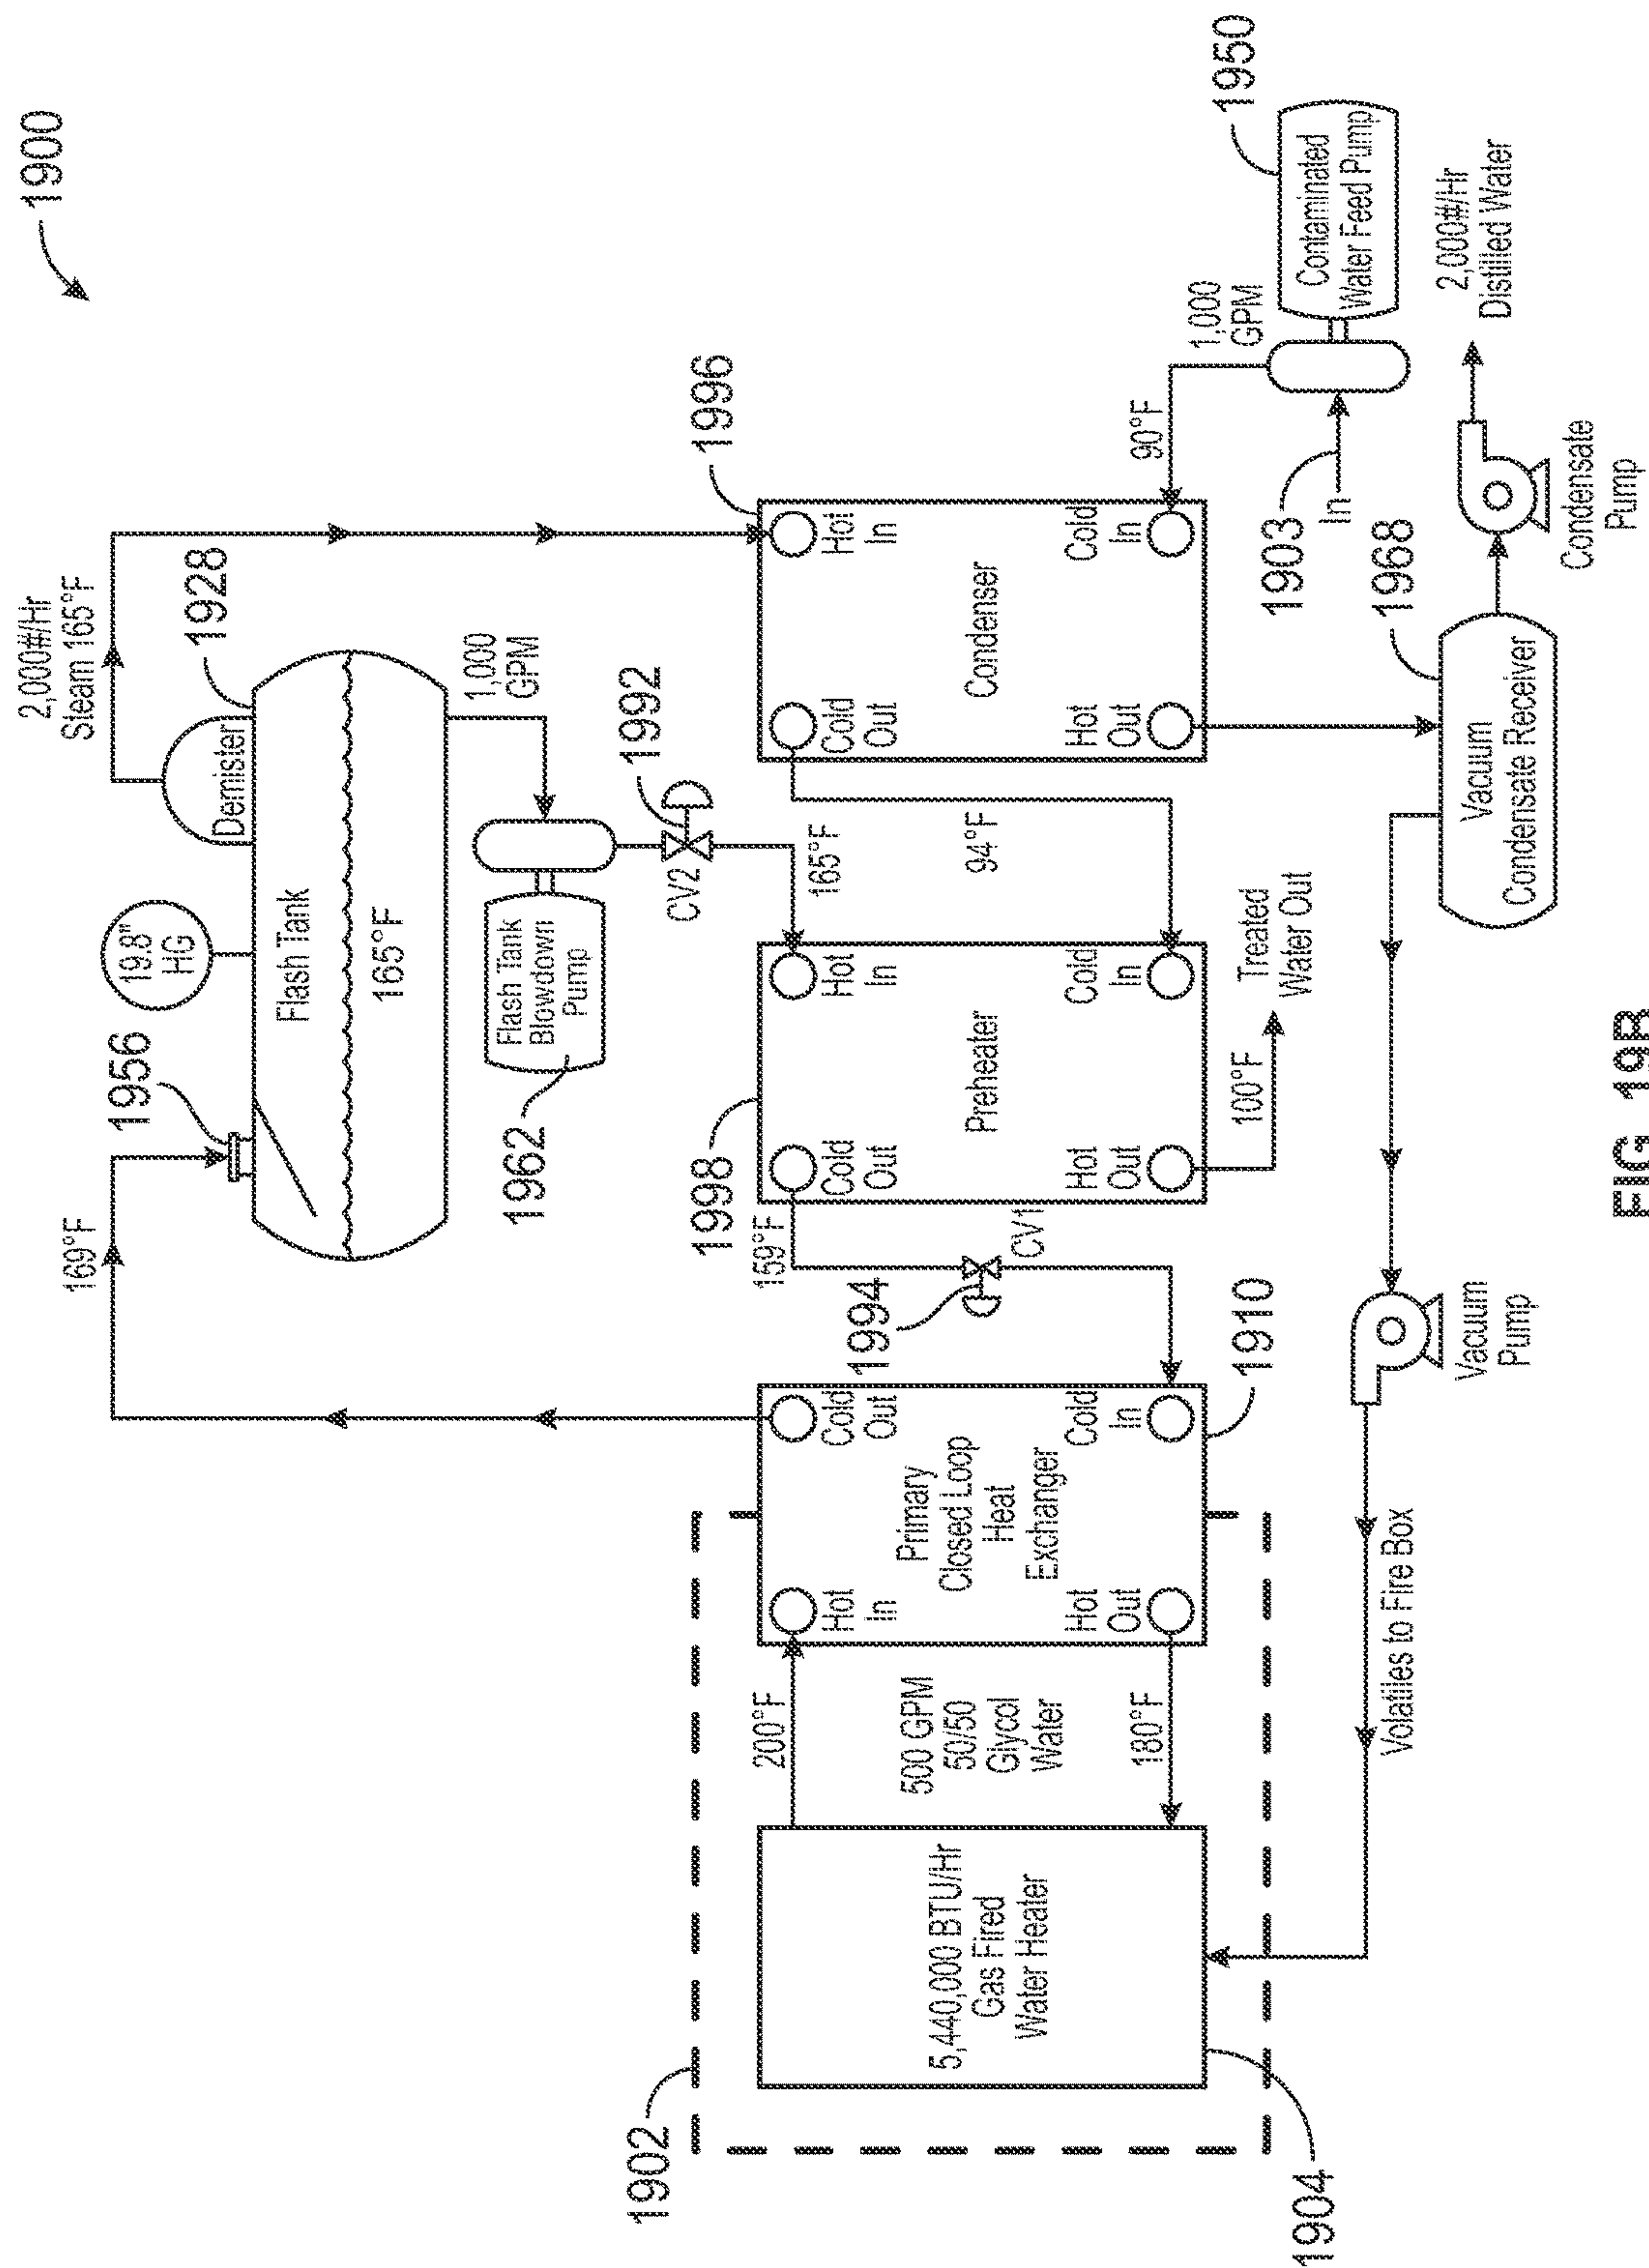 1900
2,000#/Hr
Steam 165°F
169°F
1956
19.8"
HG
Demister
1928
Flash Tank
165°F
1,000
GPM
Flash Tank
Blowdown
Pump
1962
CV2
1992
165°F
1996
1998
159°F
1994
CV1
94°F
90°F
1,000
GPM
1950
Contaminated
Water Feed Pump
1903
In
Hot
In
Cold
Out
Condenser
Cold
In
Hot
Out
Hot
In
Cold
Out
Preheater
Cold
In
Hot
Out
100°F
Treated
Water Out
1910
Cold
Out
Hot
In
Primary
Closed Loop
Heat
Exchanger
Cold
In
Hot
Out
200°F
500 GPM
50/50
Glycol
Water
180°F
1902
5,440,000 BTU/Hr
Gas Fired
Water Heater
1904
Volatiles to Fire Box
Vacuum
Pump
1968
Vacuum
Condensate Receiver
Condensate
Pump
2,000#/Hr
Distilled Water
FIG. 19B